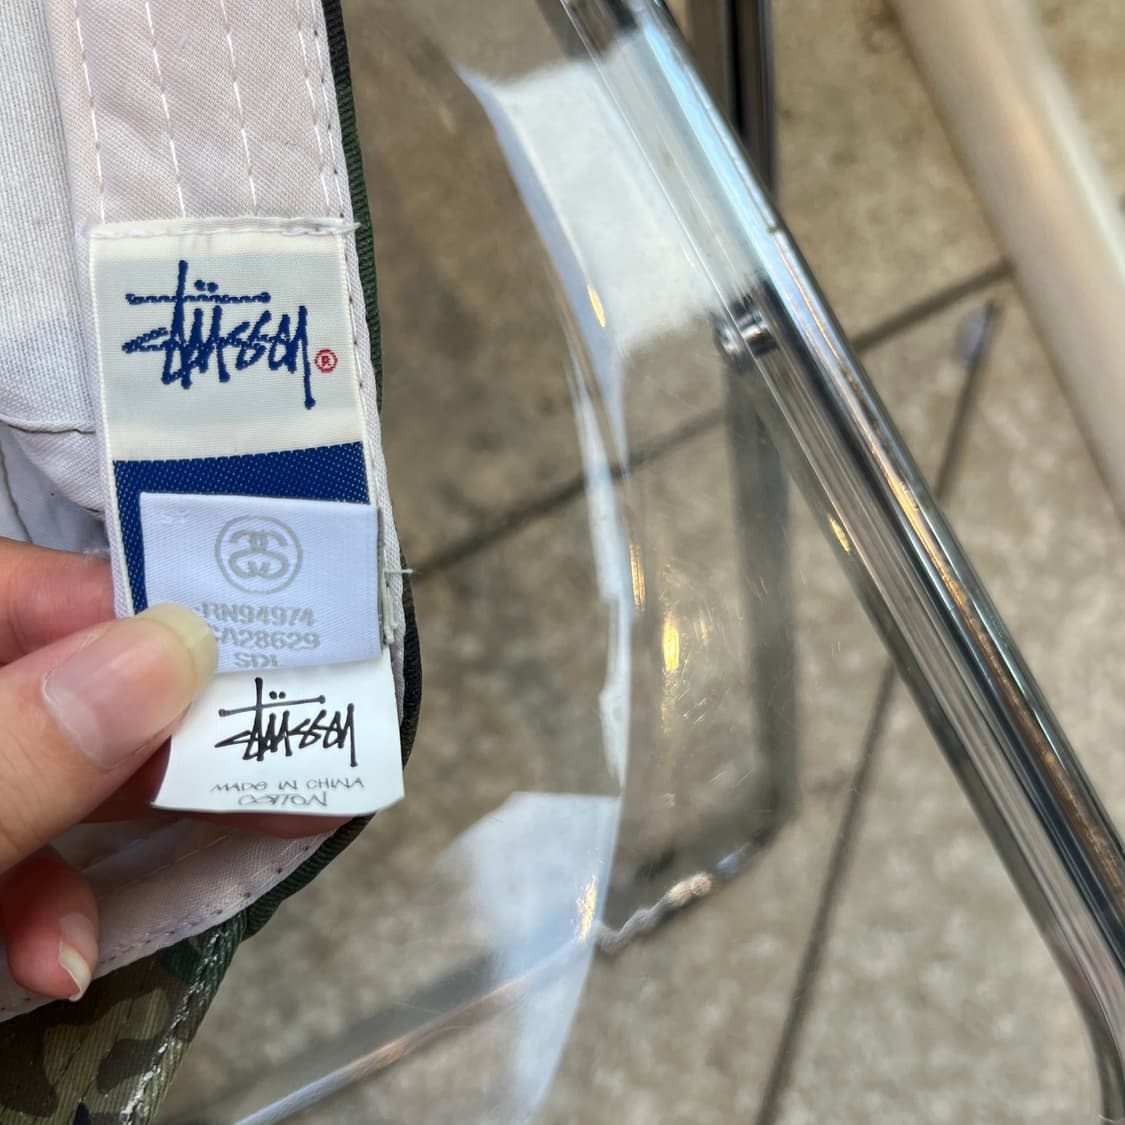 Stüssy ®
RN94974
CA28629
SDL
Stüssy
MADE IN CHINA
COTTON